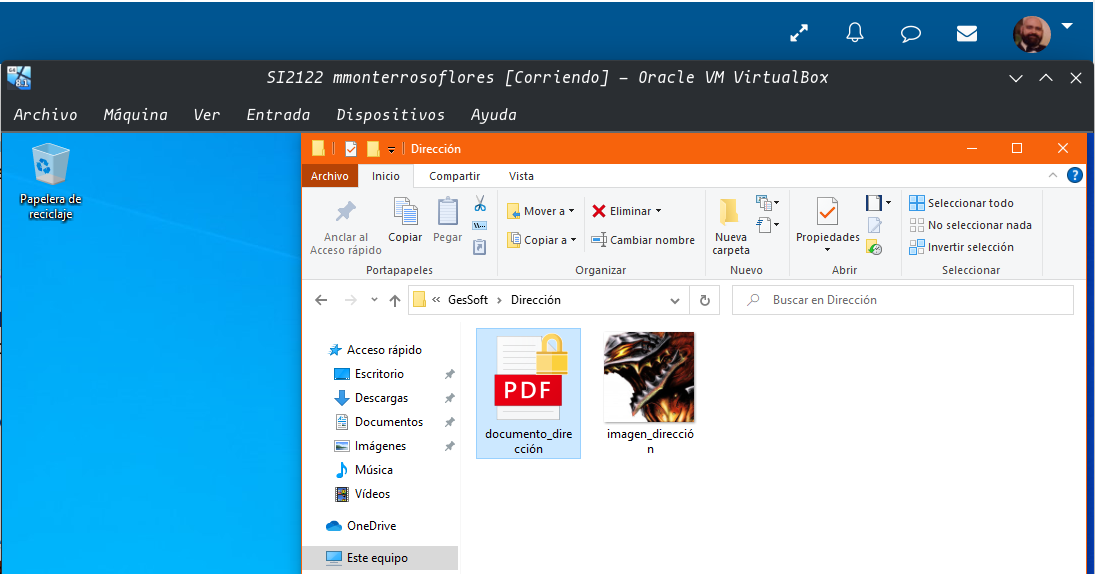 SI2122 mmonterrosoflores [Corriendo] – Oracle VM VirtualBox
Archivo Máquina Ver Entrada Dispositivos Ayuda
Papelera de
reciclaje
Dirección
Archivo Inicio Compartir Vista
Anclar al
Acceso rápido
Copiar
Pegar
Portapapeles
Mover a
Copiar a
Eliminar
Cambiar nombre
Organizar
Nueva
carpeta
Nuevo
Propiedades
Abrir
Seleccionar todo
No seleccionar nada
Invertir selección
Seleccionar
« GesSoft › Dirección
Buscar en Dirección
Acceso rápido
Escritorio
Descargas
Documentos
Imágenes
Música
Vídeos
OneDrive
Este equipo
PDF
documento_dire
cción
imagen_direcció
n